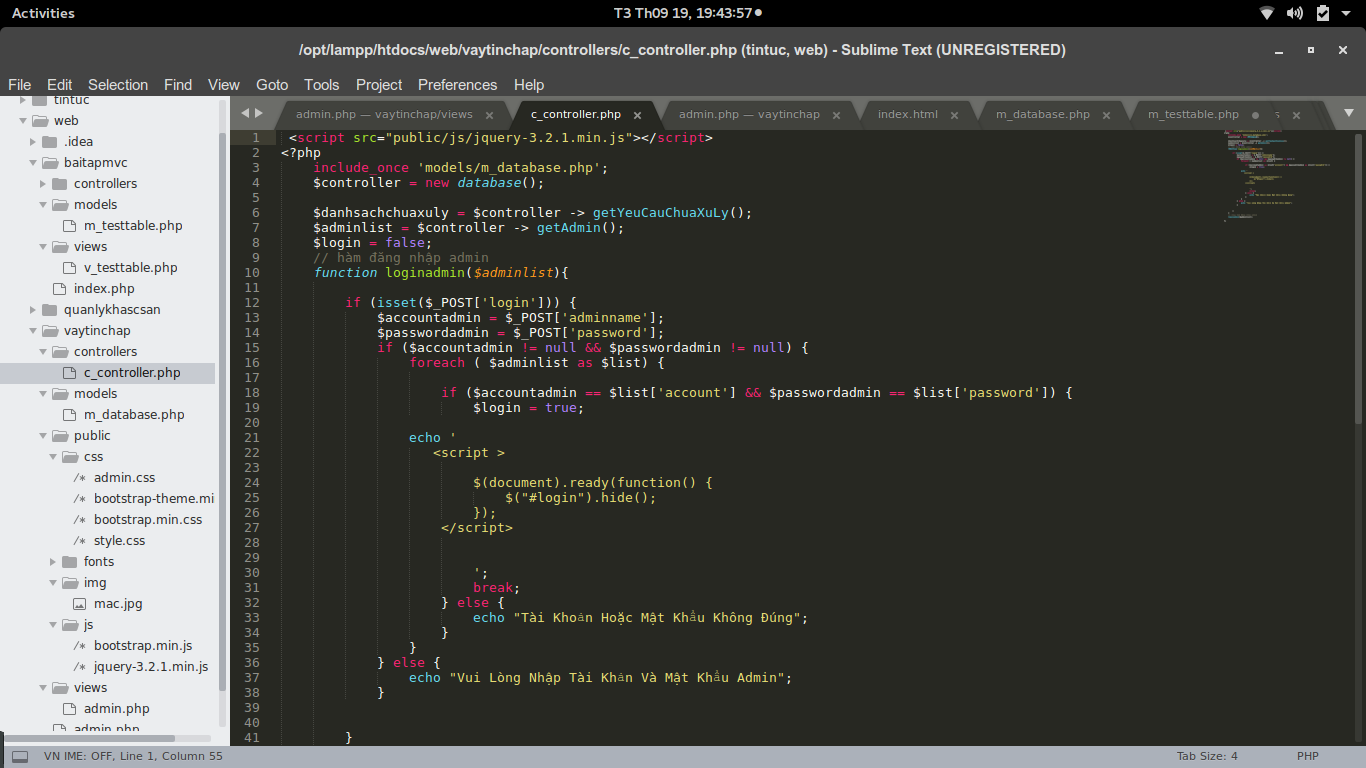 Activities
T3 Th09 19, 19:43:57
/opt/lampp/htdocs/web/vaytinchap/controllers/c_controller.php (tintuc, web) - Sublime Text (UNREGISTERED)
File Edit Selection Find View Goto Tools Project Preferences Help
tintuc
web
.idea
baitapmvc
controllers
models
m_testtable.php
views
v_testtable.php
index.php
quanlykhascsan
vaytinchap
controllers
c_controller.php
models
m_database.php
public
css
admin.css
bootstrap-theme.mi
bootstrap.min.css
style.css
fonts
img
mac.jpg
js
bootstrap.min.js
jquery-3.2.1.min.js
views
admin.php
admin.php
admin.php — vaytinchap/views × c_controller.php × admin.php — vaytinchap × index.html × m_database.php × m_testtable.php
1 <script src="public/js/jquery-3.2.1.min.js"></script>
2 <?php
3 include_once 'models/m_database.php';
4 $controller = new database();
5
6 $danhsachchuaxuly = $controller -> getYeuCauChuaXuLy();
7 $adminlist = $controller -> getAdmin();
8 $login = false;
9 // hàm đăng nhập admin
10 function loginadmin($adminlist){
11
12 if (isset($_POST['login'])) {
13 $accountadmin = $_POST['adminname'];
14 $passwordadmin = $_POST['password'];
15 if ($accountadmin != null && $passwordadmin != null) {
16 foreach ( $adminlist as $list) {
17
18 if ($accountadmin == $list['account'] && $passwordadmin == $list['password']) {
19 $login = true;
20
21 echo '
22 <script >
23
24 $(document).ready(function() {
25 $("#login").hide();
26 });
27 </script>
28
29
30 ';
31 break;
32 } else {
33 echo "Tài Khoản Hoặc Mật Khẩu Không Đúng";
34 }
35 }
36 } else {
37 echo "Vui Lòng Nhập Tài Khản Và Mật Khẩu Admin";
38 }
39
40
41 }
VN IME: OFF, Line 1, Column 55
Tab Size: 4
PHP